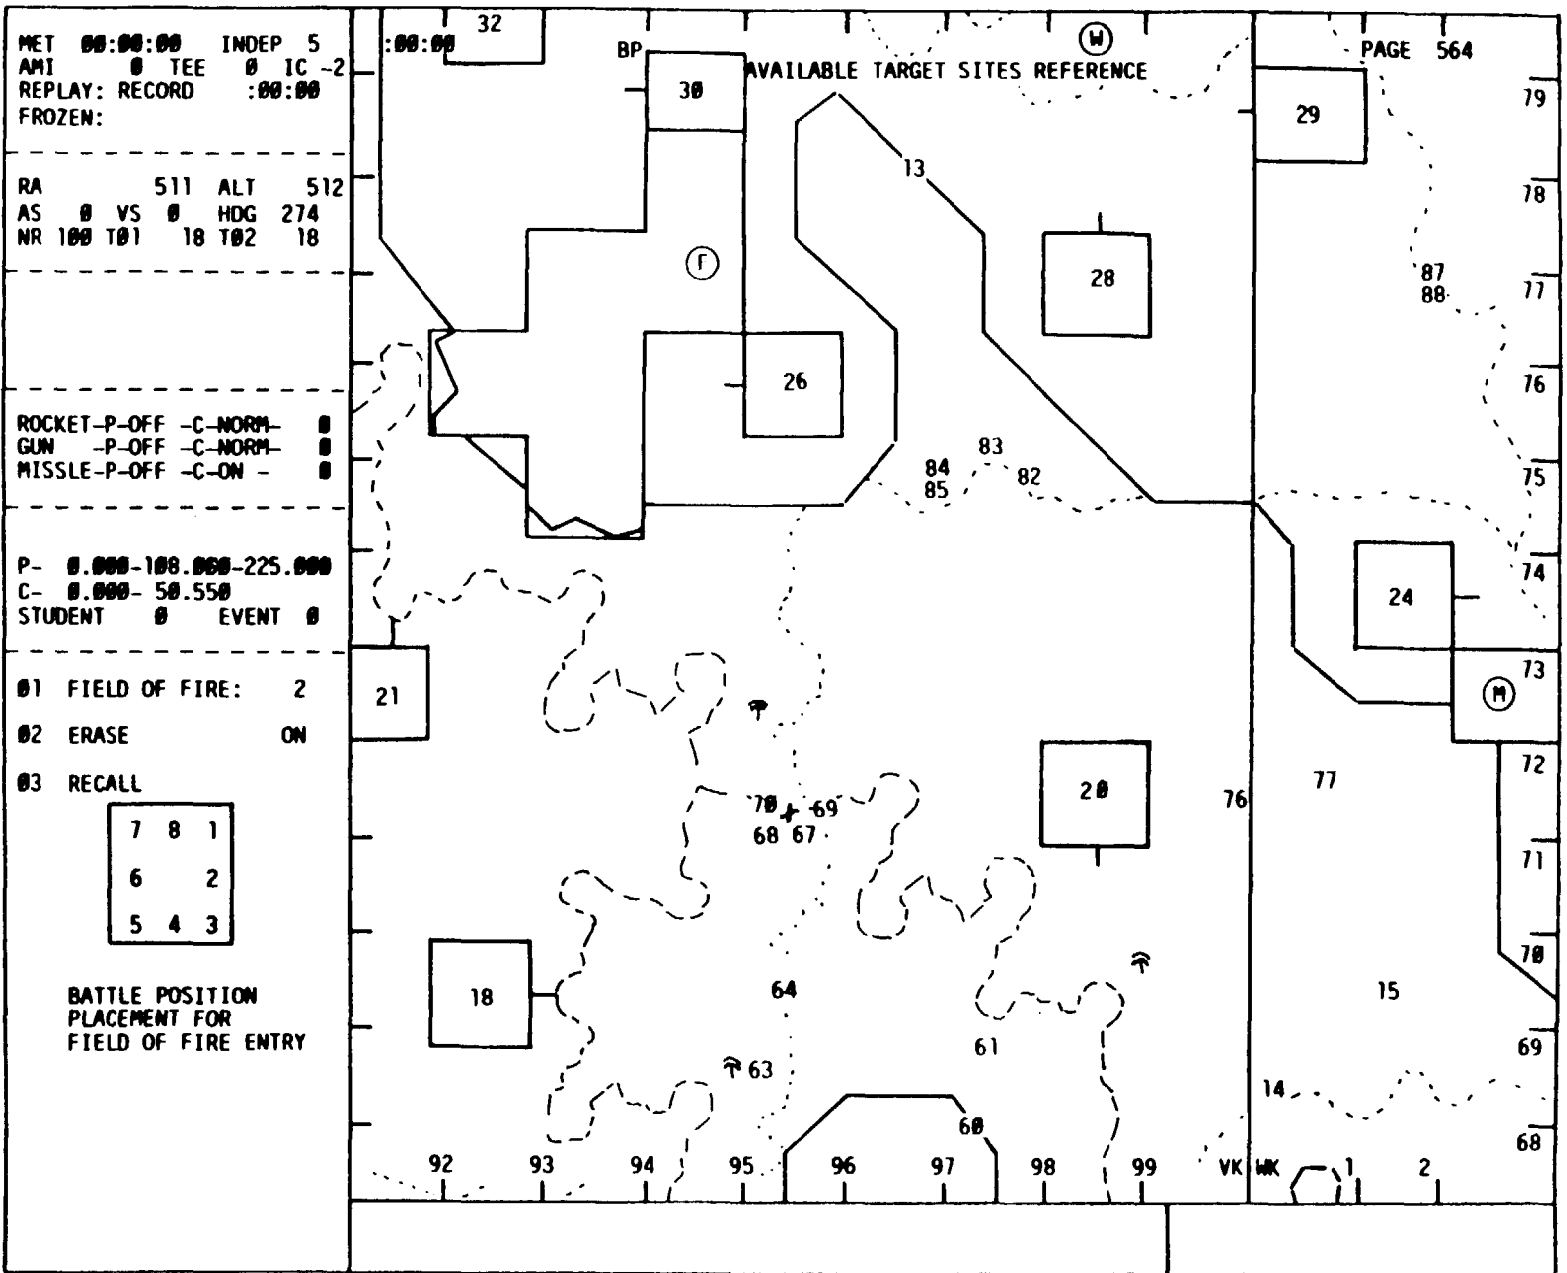 MET 00:00:00 INDEP 5 :00:00
AMI 0 TEE 0 IC -2
REPLAY: RECORD :00:00
FROZEN:
RA 511 ALT 512
AS 0 VS 0 HDG 274
NR 100 T01 18 T02 18
ROCKET-P-OFF -C-NORM- 0
GUN -P-OFF -C-NORM- 0
MISSLE-P-OFF -C-ON - 0
P- 0.000-108.060-225.000
C- 0.000- 50.550
STUDENT 0 EVENT 0
01 FIELD OF FIRE: 2
02 ERASE ON
03 RECALL
7 8 1
6 2
5 4 3
BATTLE POSITION
PLACEMENT FOR
FIELD OF FIRE ENTRY
32
BP
W
PAGE 564
AVAILABLE TARGET SITES REFERENCE
30
29
79
13
78
F
28
87
88
77
26
76
83
84
82
85
75
74
24
73
21
M
72
77
20
76
70
69
68
67
71
70
18
64
15
61
69
63
14
60
68
92 93 94 95 96 97 98 99 VK WK 1 2